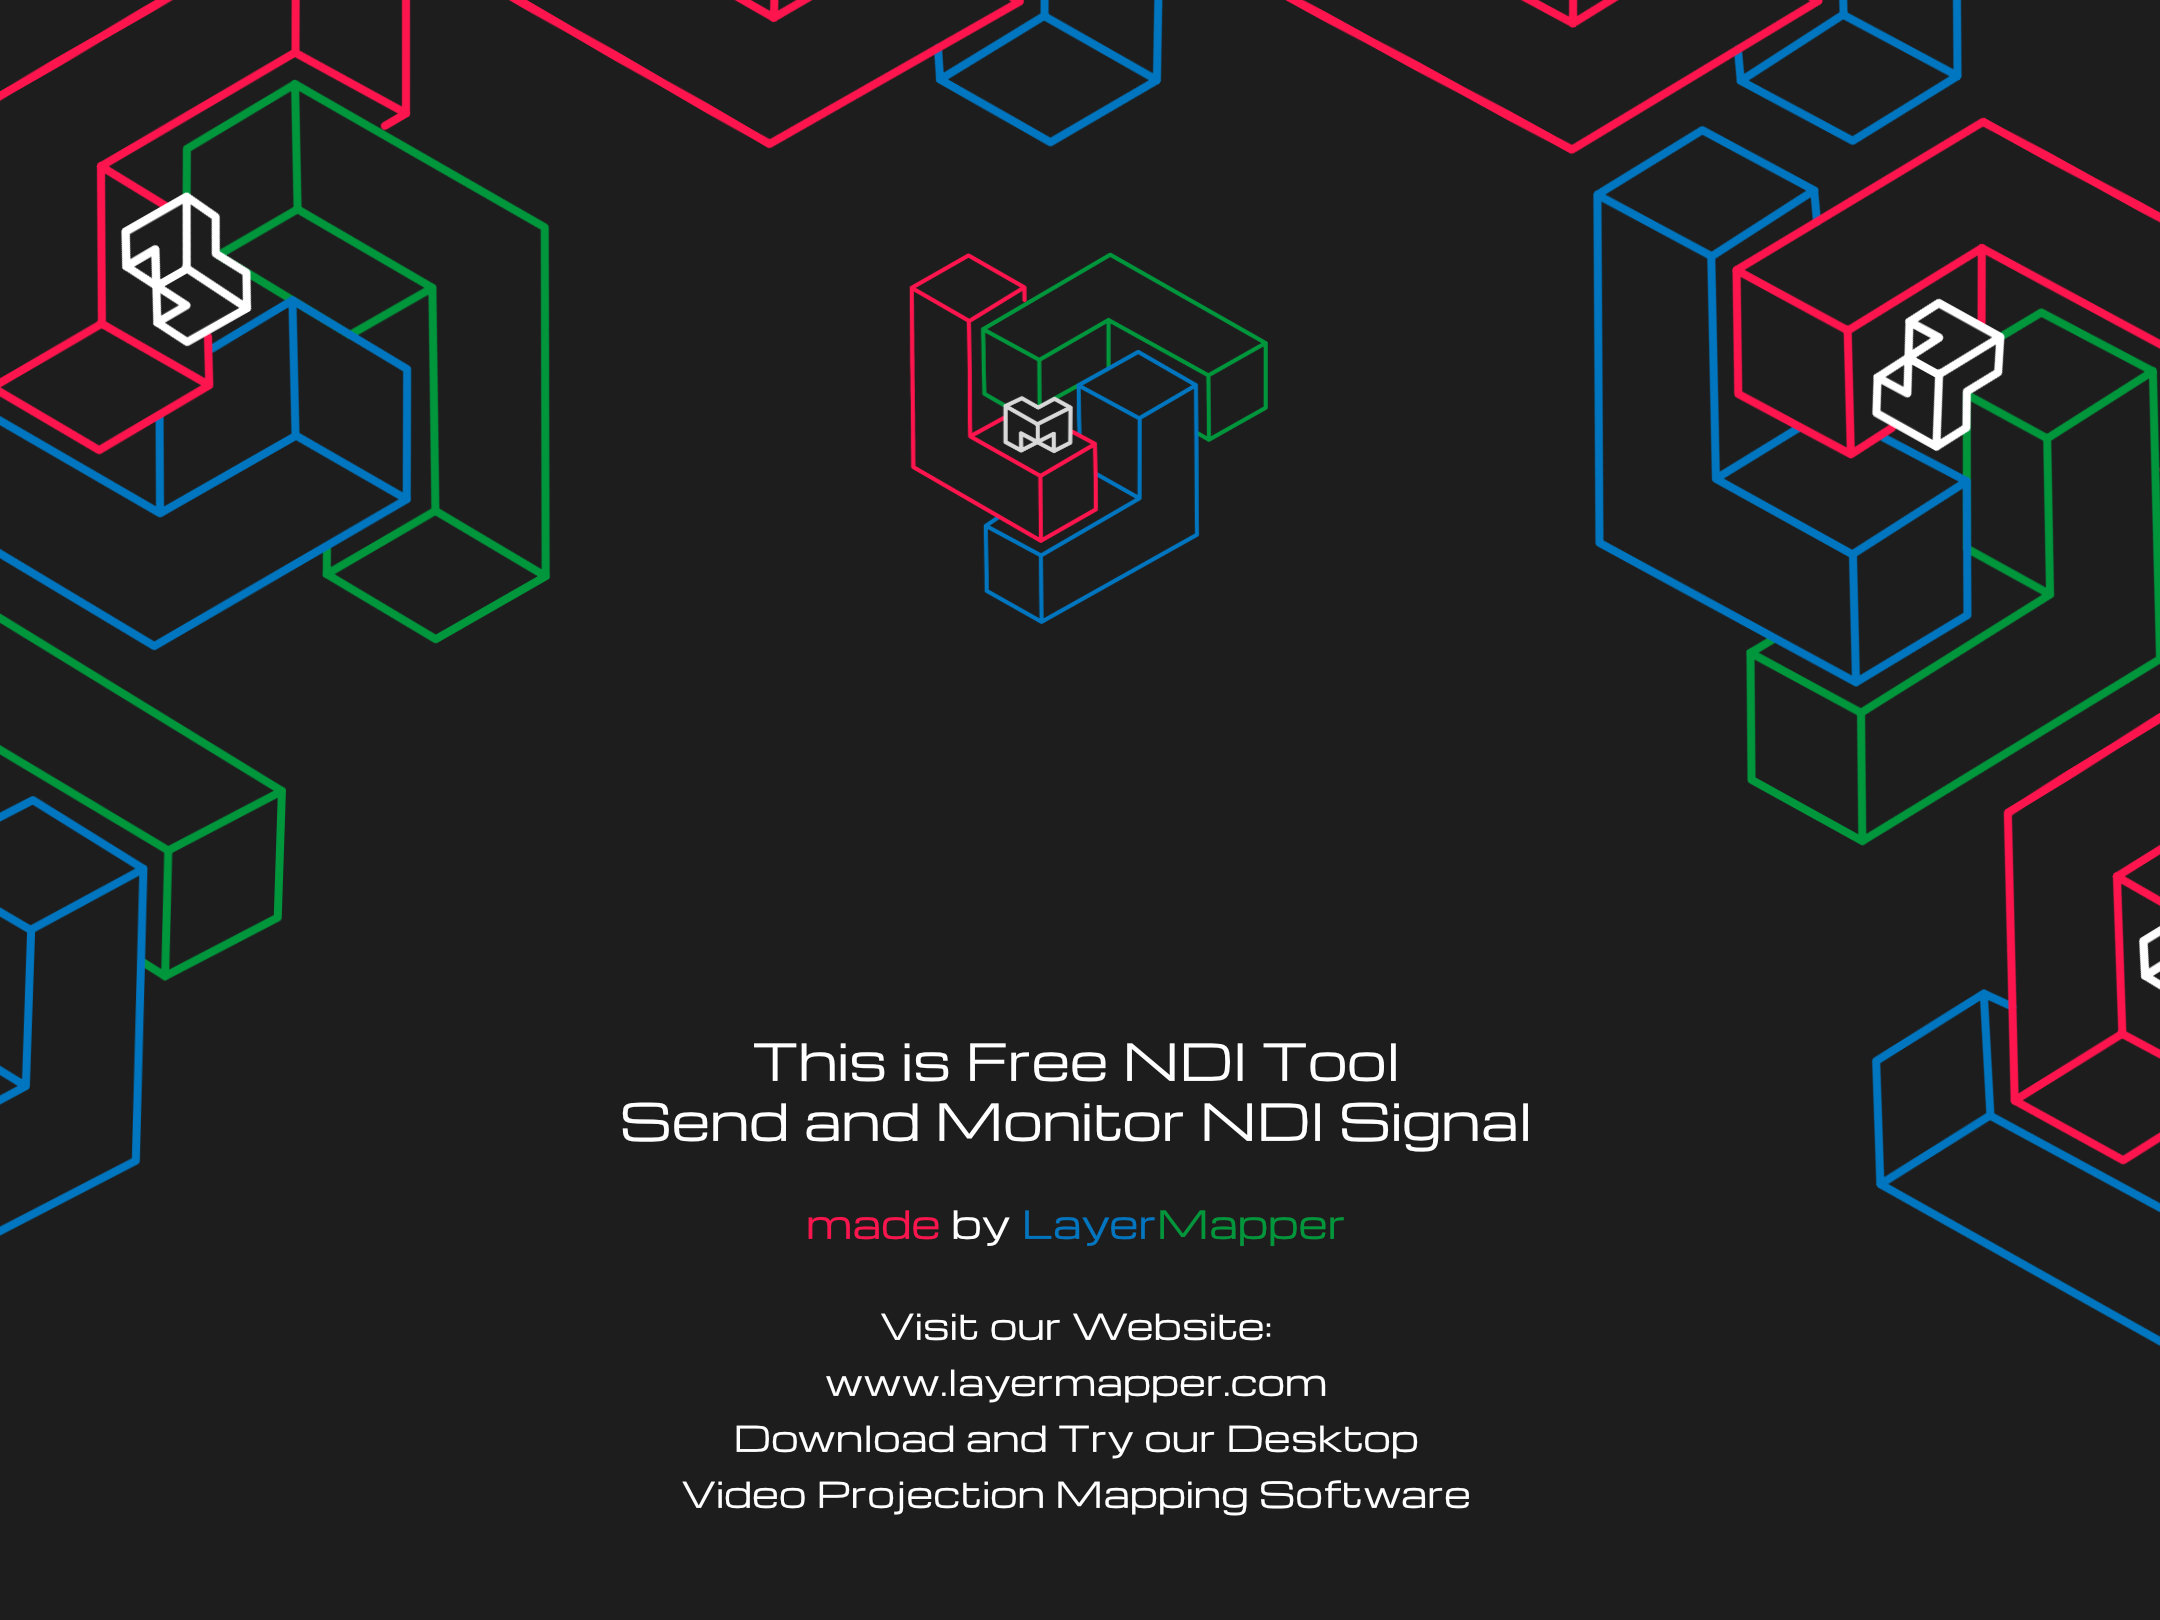 This is Free NDI Tool
Send and Monitor NDI Signal
made by LayerMapper
Visit our Website:
www.layermapper.com
Download and Try our Desktop
Video Projection Mapping Software